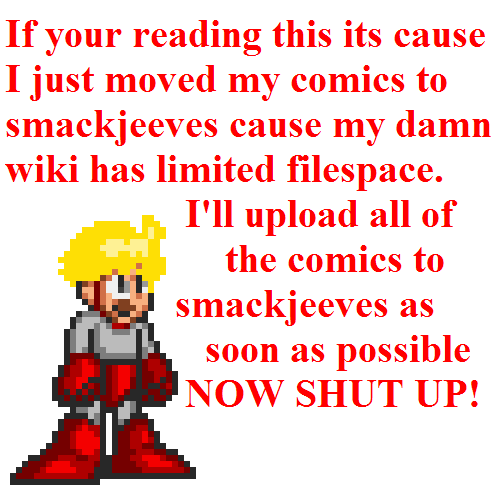 If your reading this its cause
I just moved my comics to
smackjeeves cause my damn
wiki has limited filespace.
I'll upload all of
the comics to
smackjeeves as
soon as possible
NOW SHUT UP!